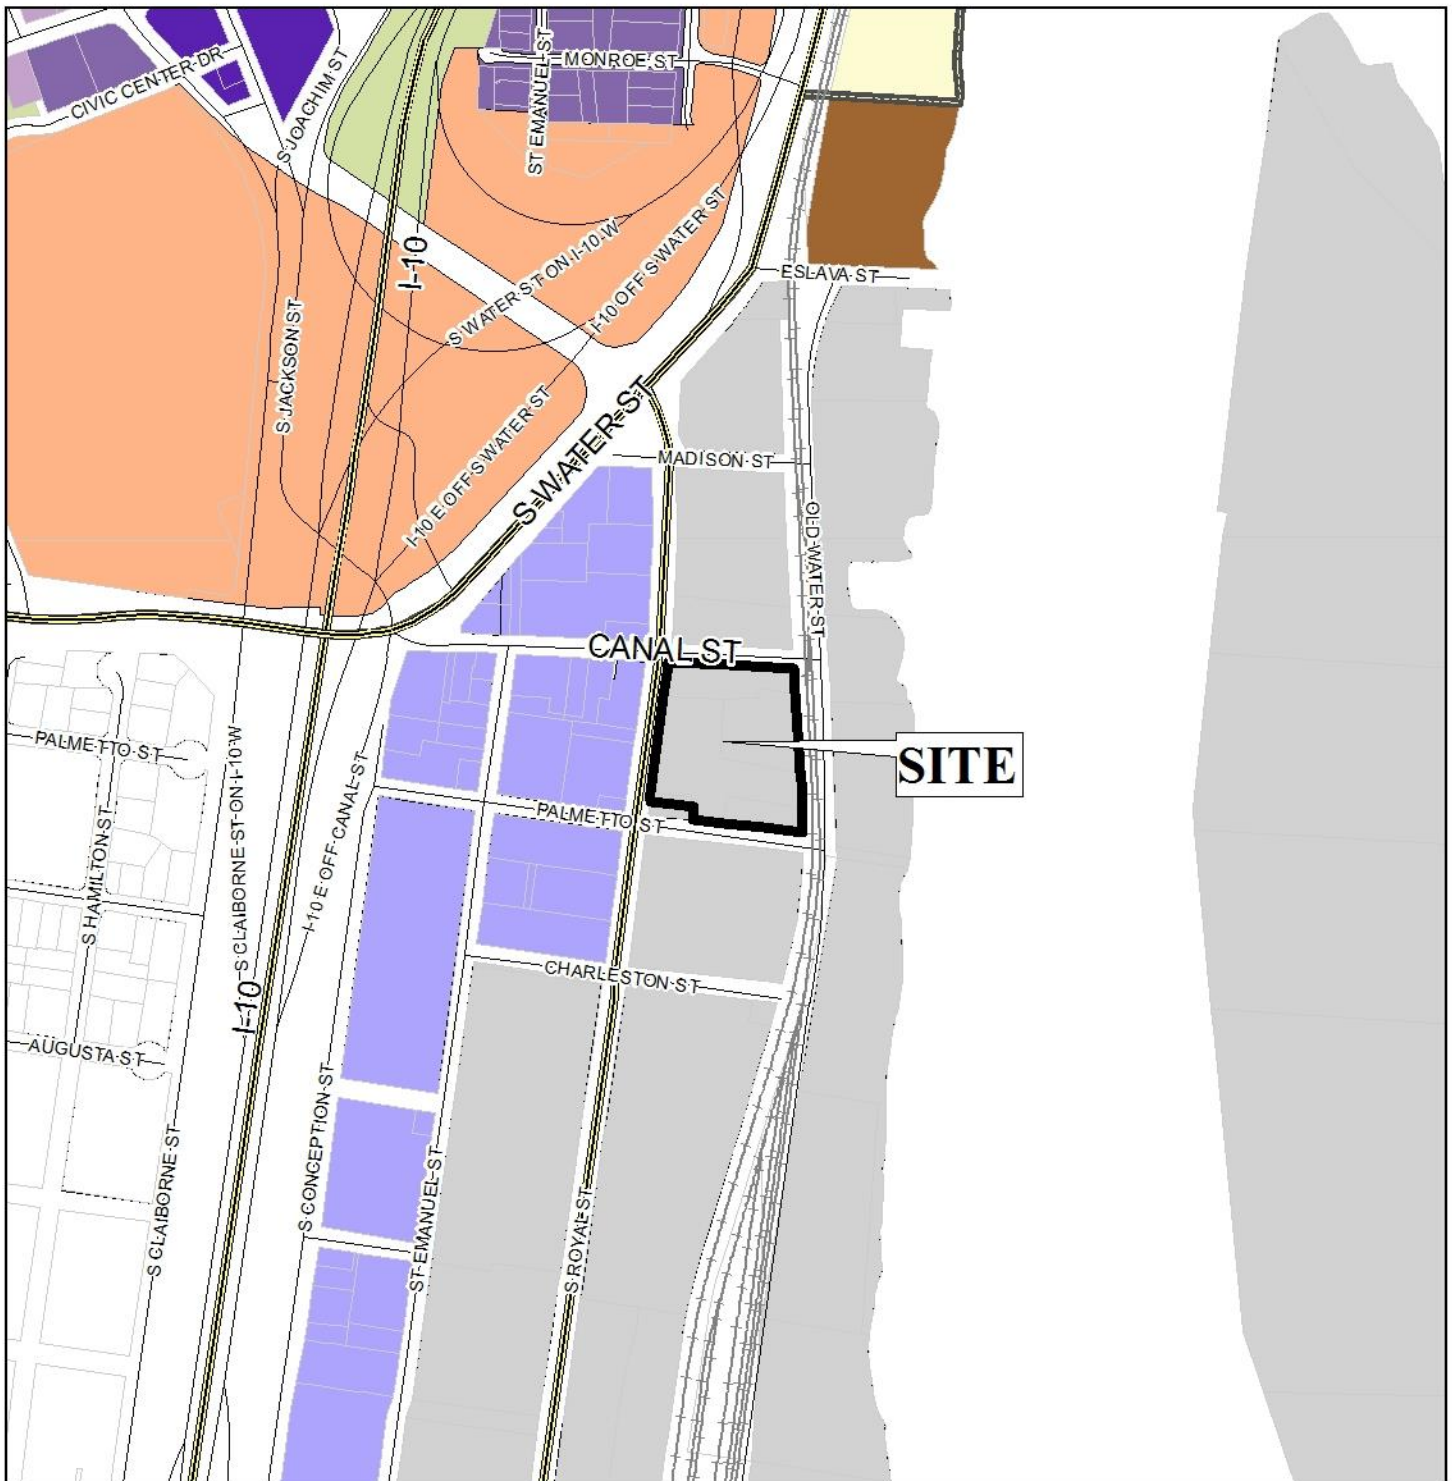 MONROE ST
ST EMANUEL ST
CIVIC CENTER DR
S JOACHIM ST
I-10
S WATER ST ON I-10 W
I-10 OFF S WATER ST
ESLAVA ST
S JACKSON ST
I-10 E OFF S WATER ST
S WATER ST
MADISON ST
OLD WATER ST
CANAL ST
PALMETTO ST
SITE
S CLAIBORNE ST ON I-10 W
I-10 E OFF CANAL ST
PALMETTO ST
S HAMILTON ST
CHARLESTON ST
I-10
AUGUSTA ST
S CONCEPTION ST
S CLAIBORNE ST
ST EMANUEL ST
S ROYAL ST